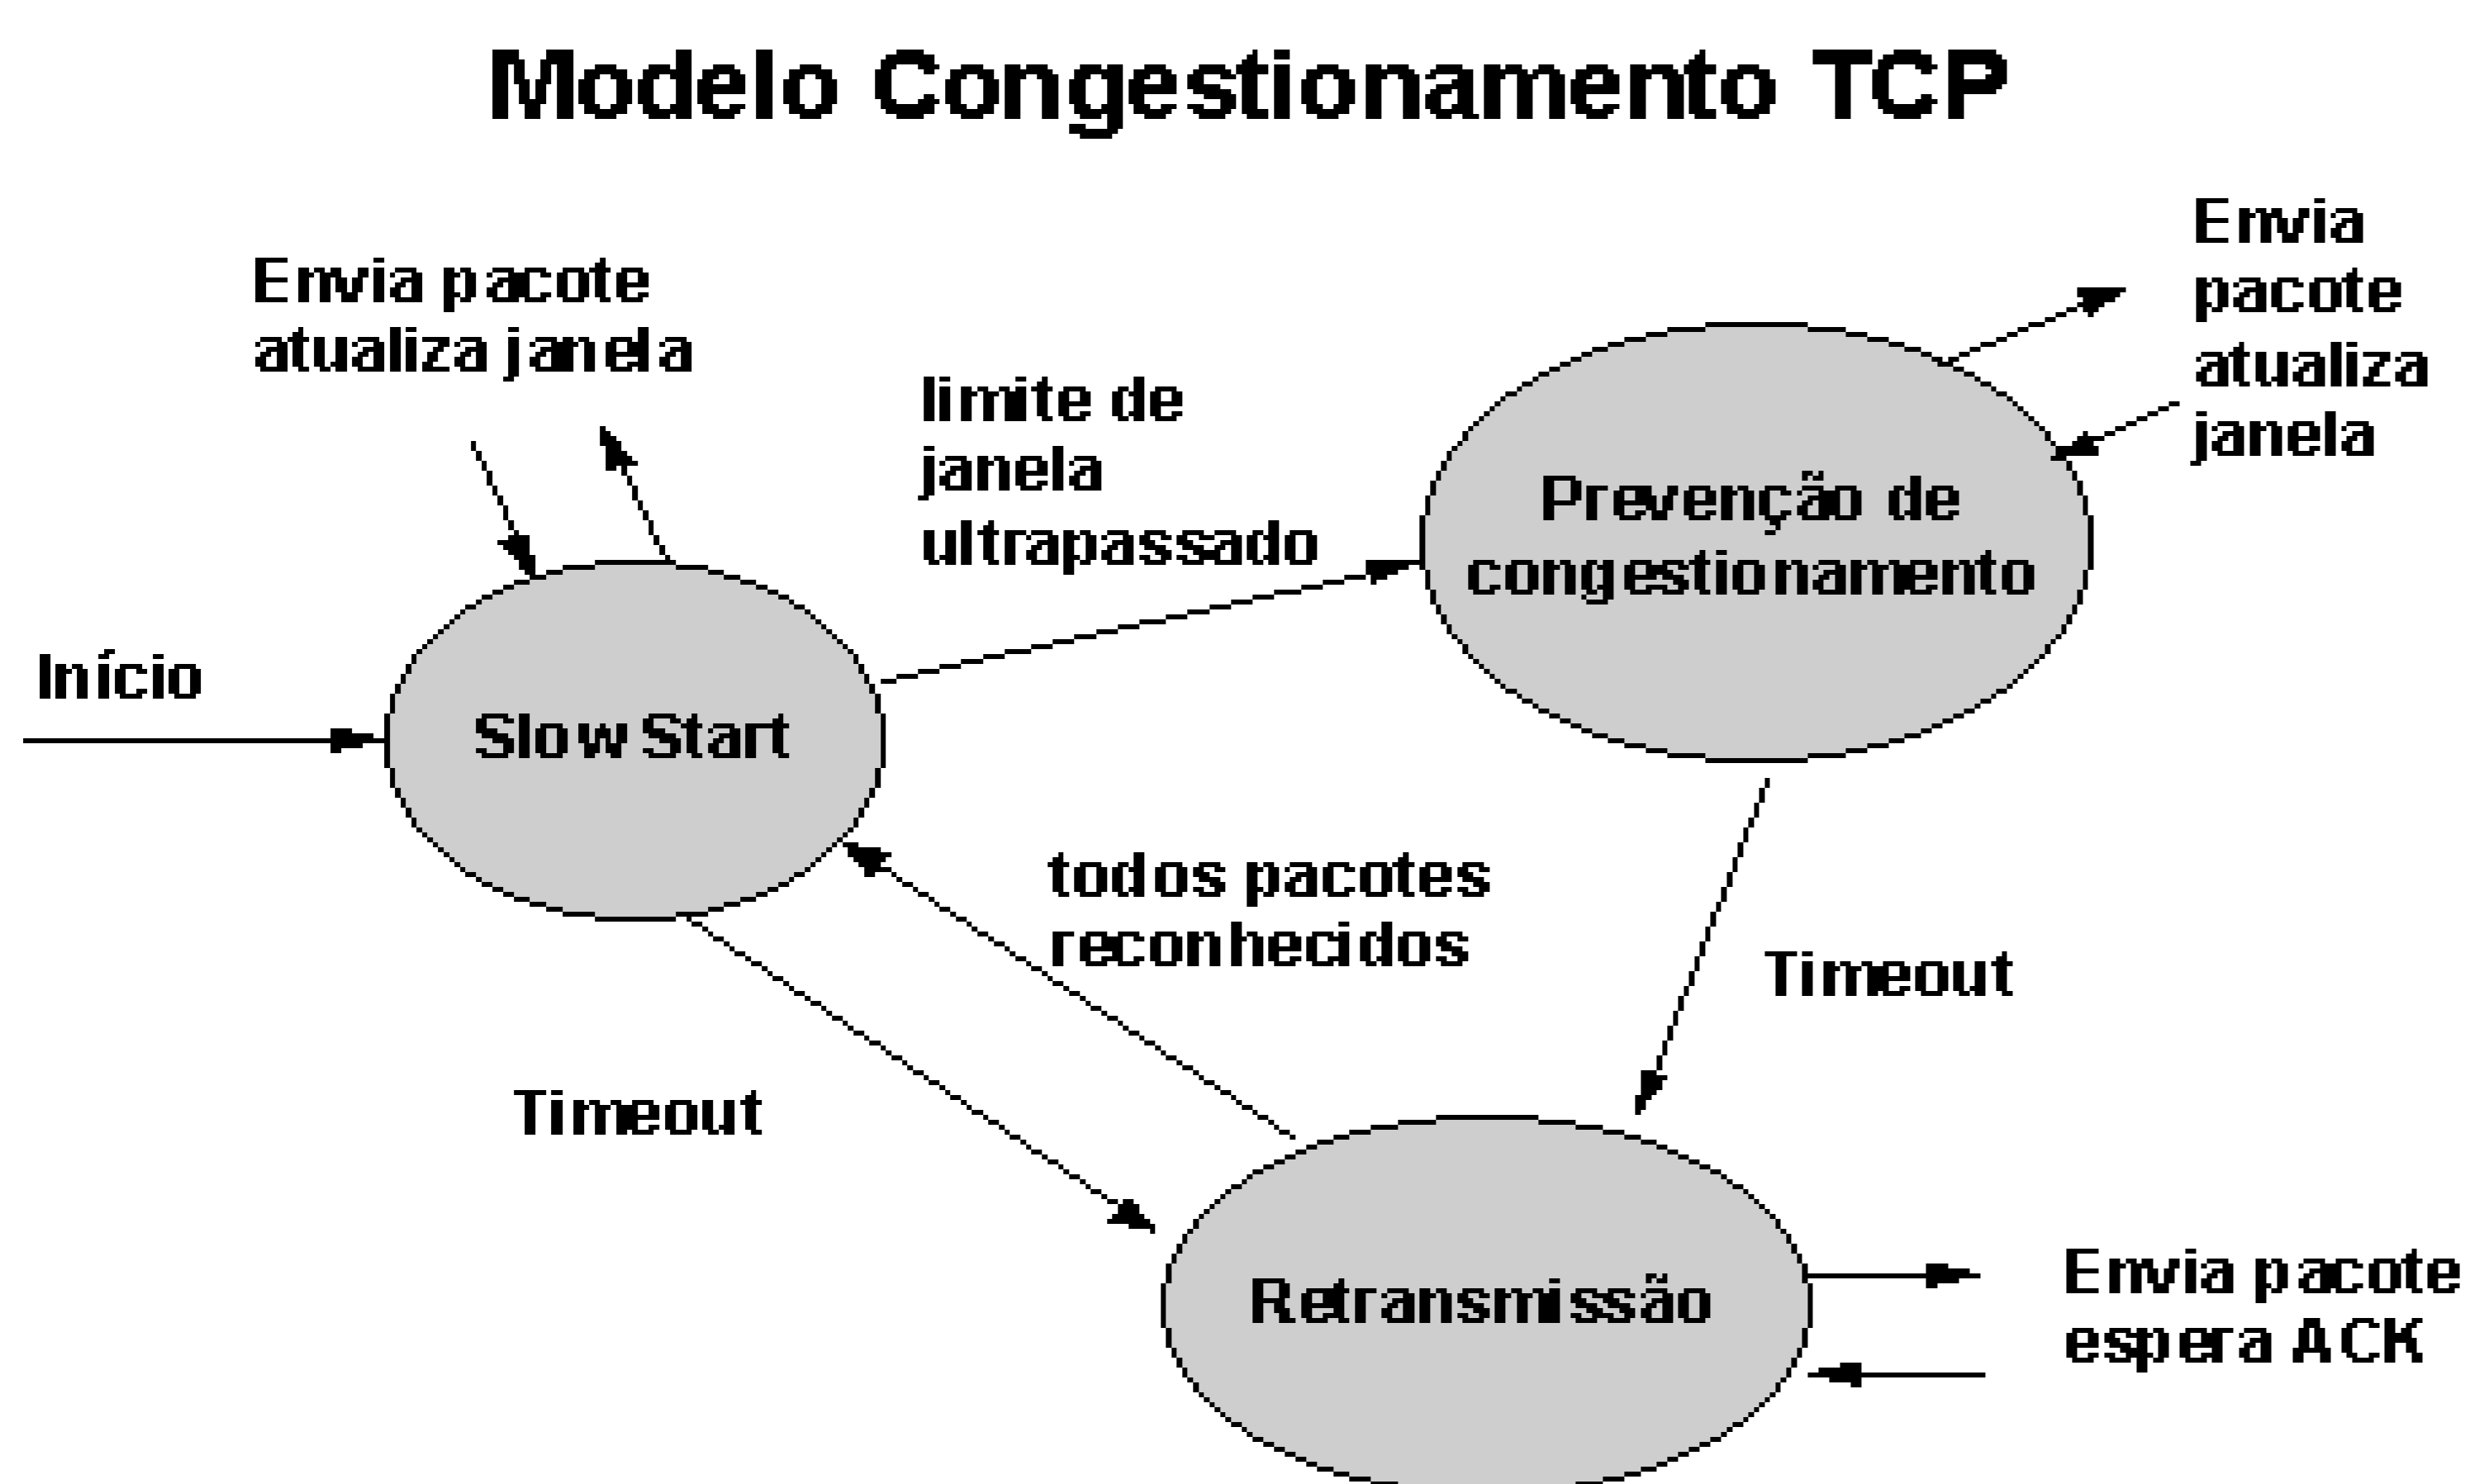 Modelo Congestionamento TCP
Envia pacote
atualiza janela
limite de
janela
ultrapassado
Envia
pacote
atualiza
janela
Prevenção de
congestionamento
Início
Slow Start
todos pacotes
reconhecidos
Timeout
Timeout
Retransmissão
Envia pacote
espera ACK